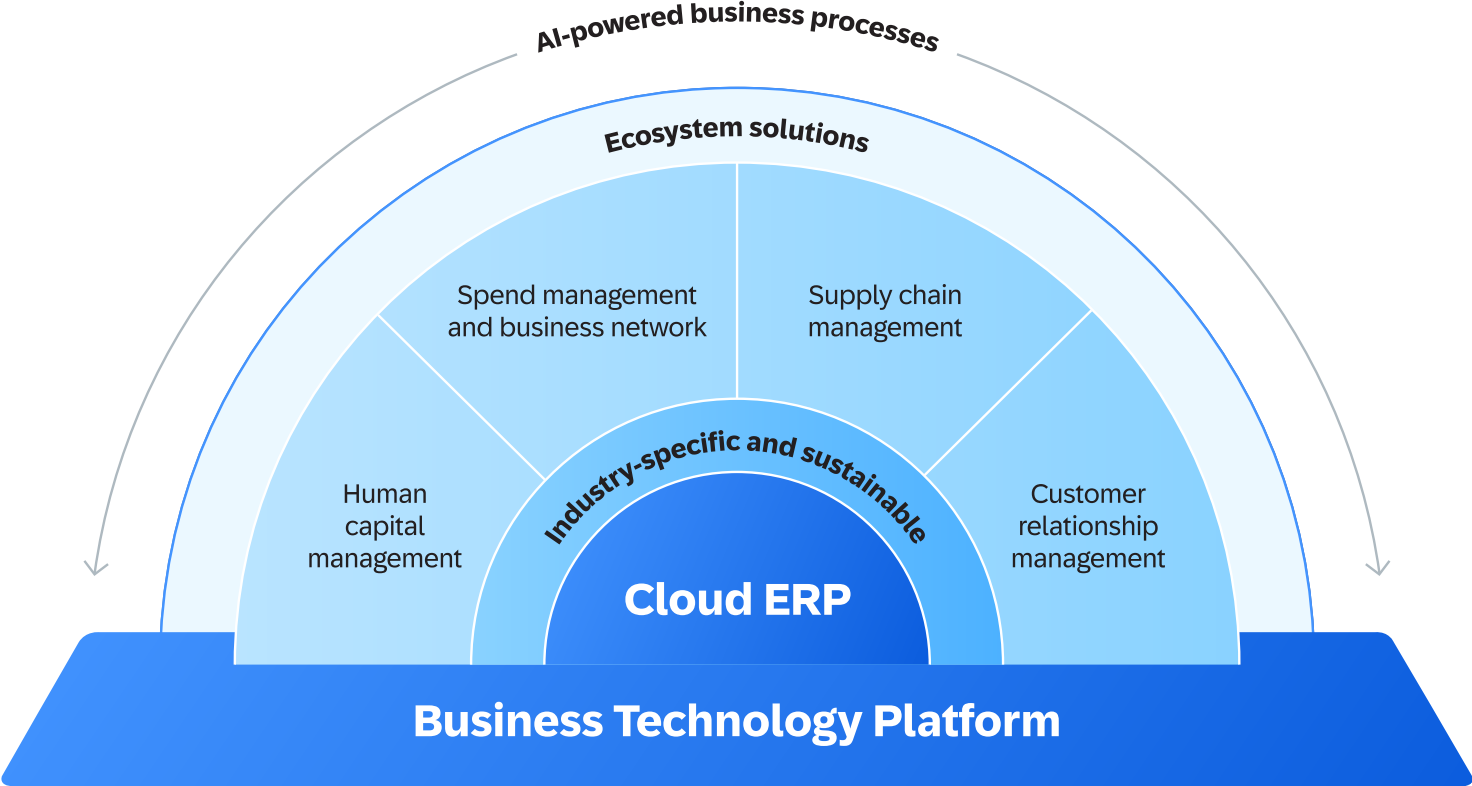 AI-powered business processes
Ecosystem solutions
Spend management
and business network
Supply chain
management
Human
capital
management
Industry-specific and sustainable
Customer
relationship
management
Cloud ERP
Business Technology Platform